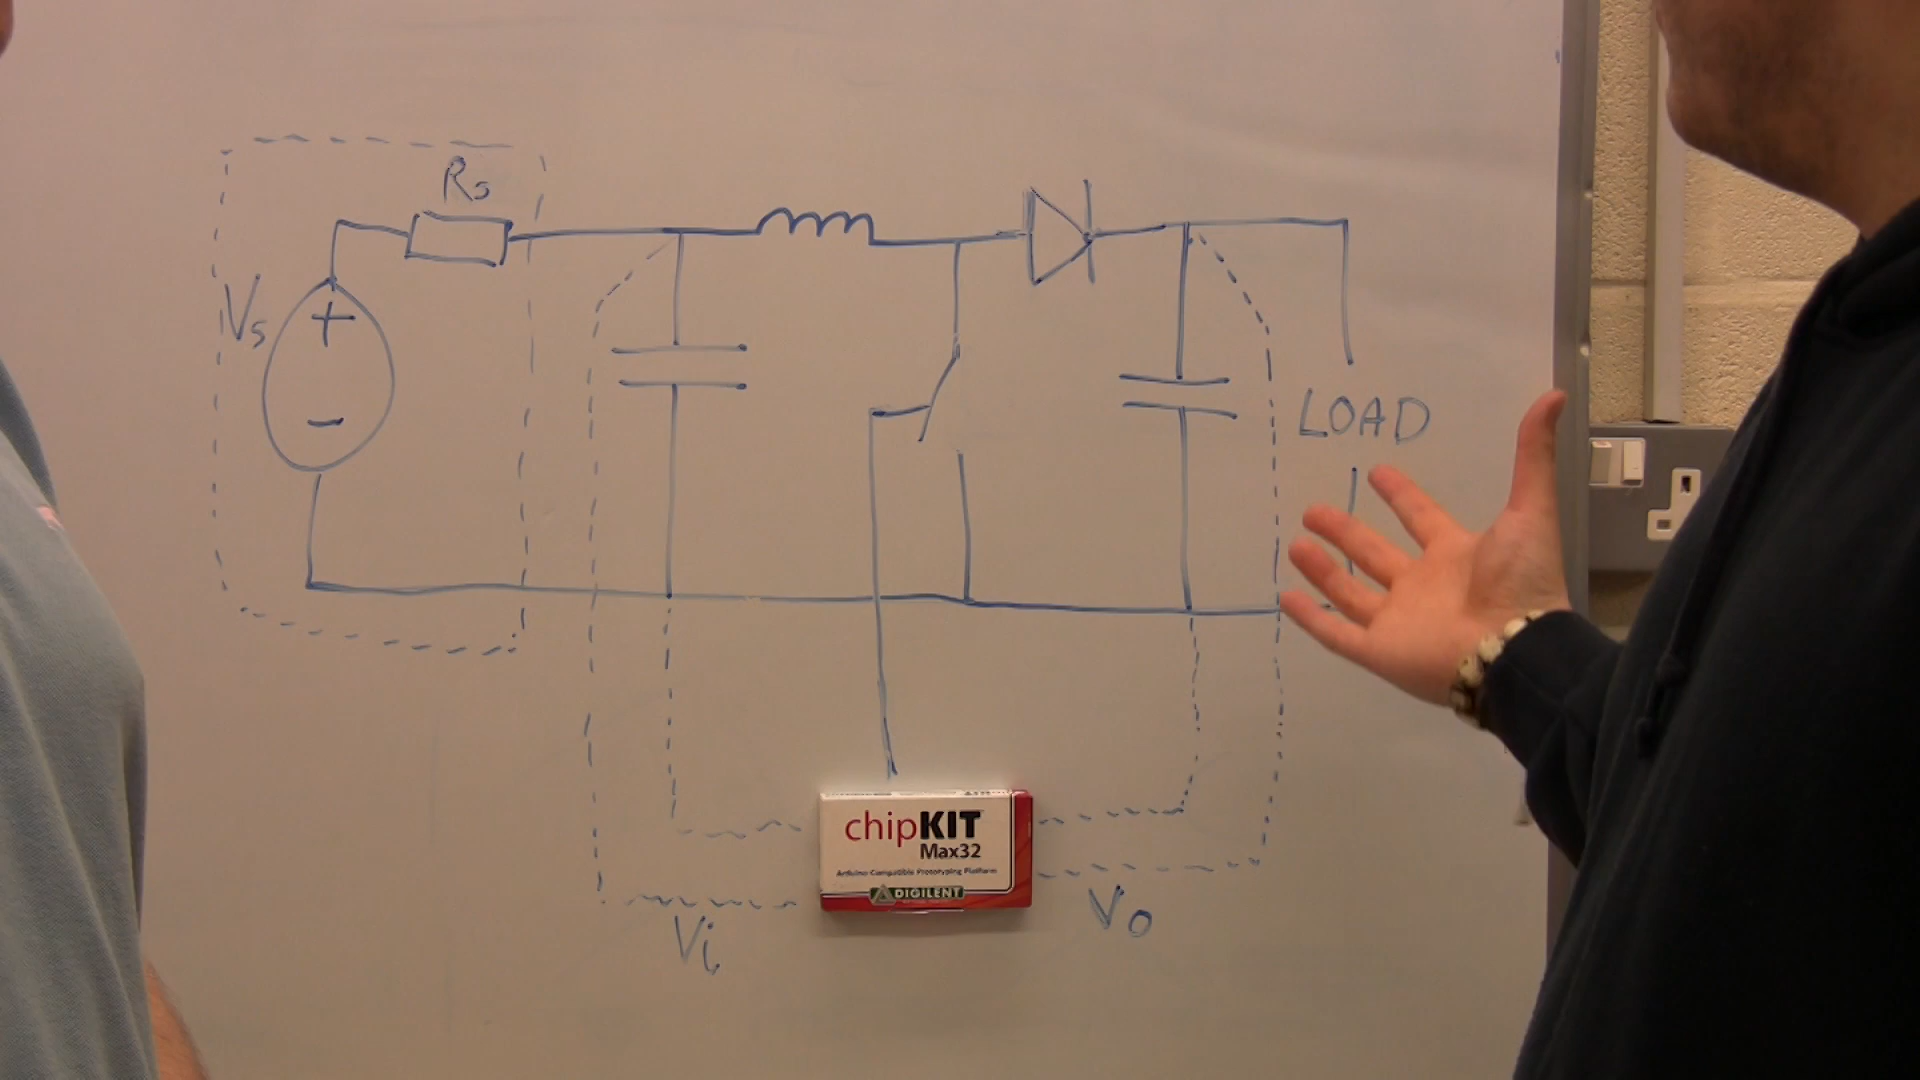 Rs
Vs
+
-
LOAD
chipKIT
Max32
Arduino Compatible Prototyping Platform
DIGILENT
Vi
Vo